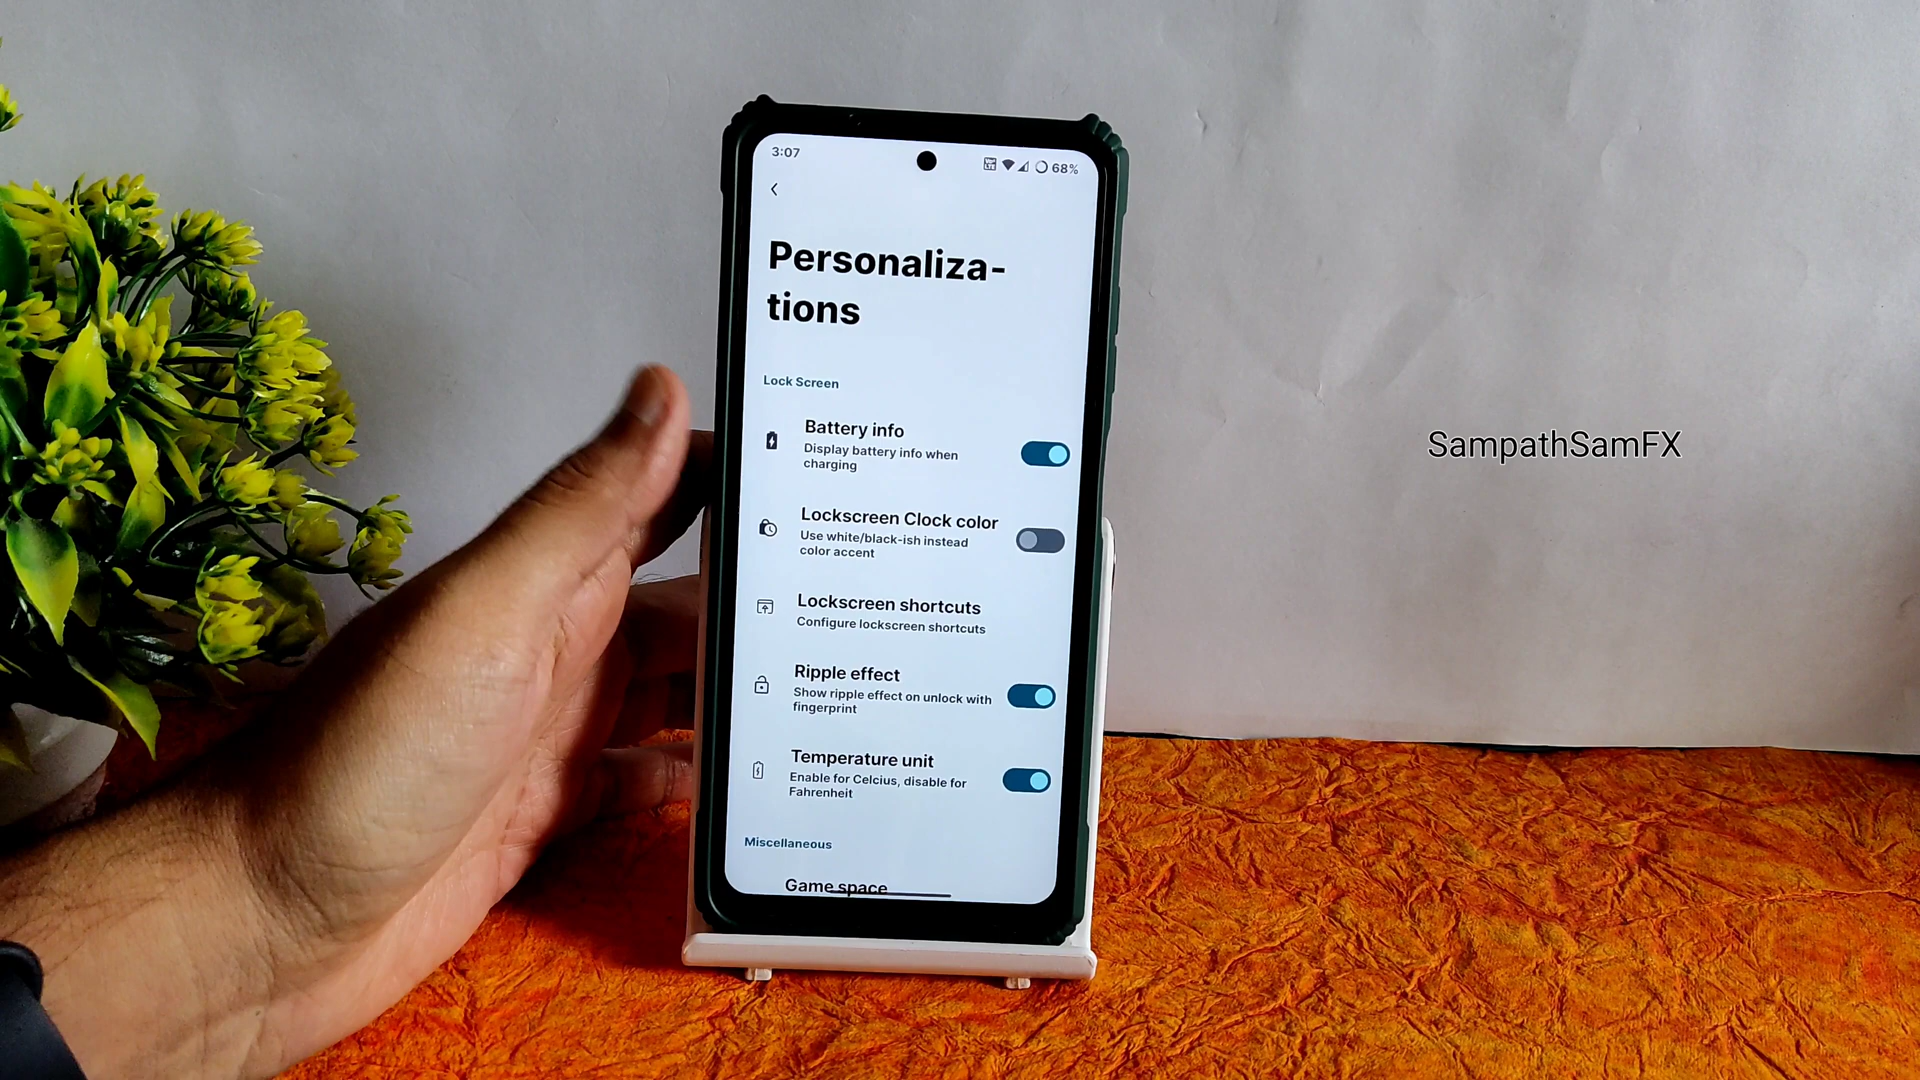 3:07
68%
Personaliza-
tions
Lock Screen
Battery info
Display battery info when
charging
Lockscreen Clock color
Use white/black-ish instead
color accent
Lockscreen shortcuts
Configure lockscreen shortcuts
Ripple effect
Show ripple effect on unlock with
fingerprint
Temperature unit
Enable for Celcius, disable for
Fahrenheit
Miscellaneous
Game space
SampathSamFX